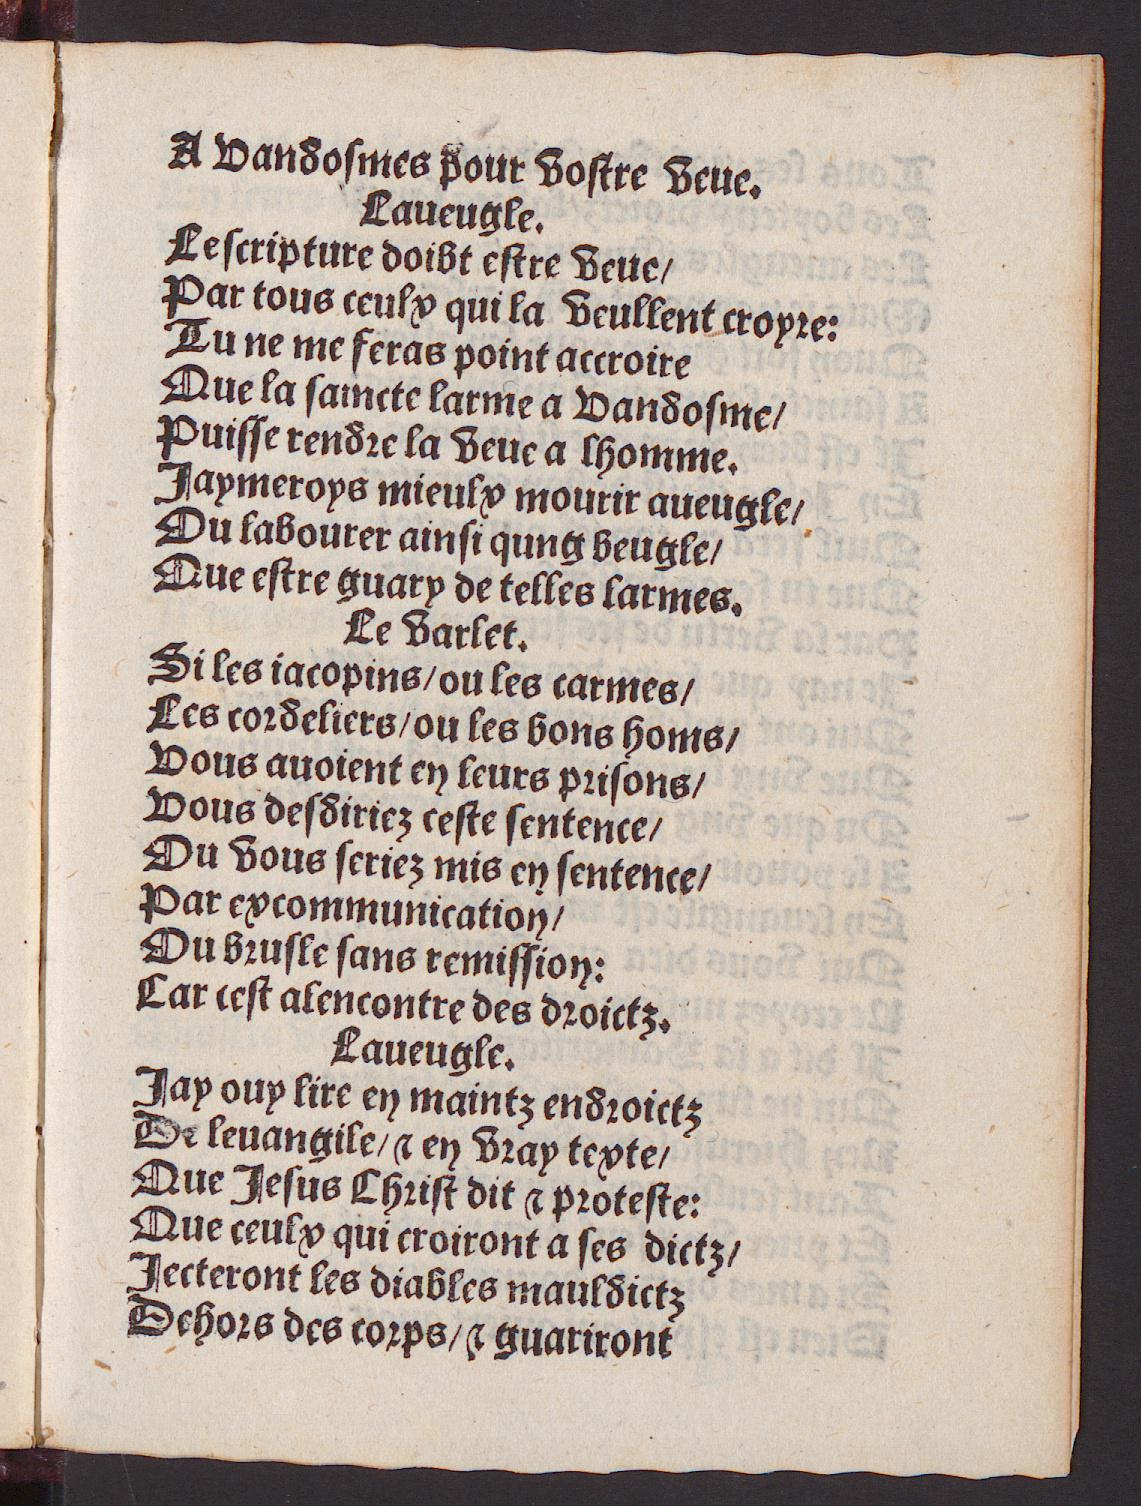 A Vandosmes pour vostre veue.
Laueugle.
Lescripture doibt estre veue/
Par tous ceulx qui la veullent croyre:
Tu ne me feras point accroire
Que la saincte larme a Vandosme/
Puisse rendre la veue a lhomme.
Jaymeroys mieulx mourir aueugle/
Ou labourer ainsi qung beugle/
Que estre guary de telles larmes.
Le varlet.
Si les iacopins/ou les carmes/
Les cordeliers/ou les bons homs/
Vous auoient en leurs prisons/
Vous desdiriez ceste sentence/
Ou vous seriez mis en sentence/
Par excommunication/
Ou brusle sans remission:
Car cest alencontre des droictz.
Laueugle.
Jay ouy lire en maintz endroictz
De leuangile/⁊ en vray texte/
Que Jesus Christ dit ⁊ proteste:
Que ceulx qui croiront a ses dictz/
Jecteront les diables mauldictz
Dehors des corps/⁊ guariront